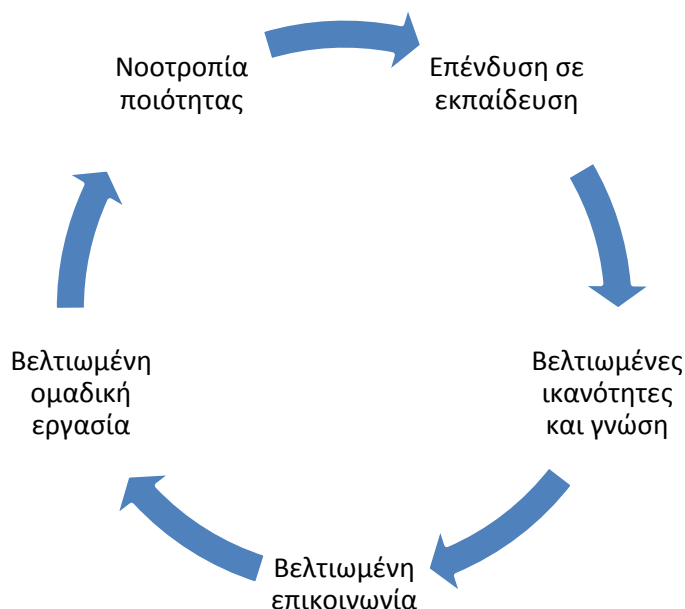 Νοοτροπία
ποιότητας
Επένδυση σε
εκπαίδευση
Βελτιωμένες
ικανότητες
και γνώση
Βελτιωμένη
επικοινωνία
Βελτιωμένη
ομαδική
εργασία